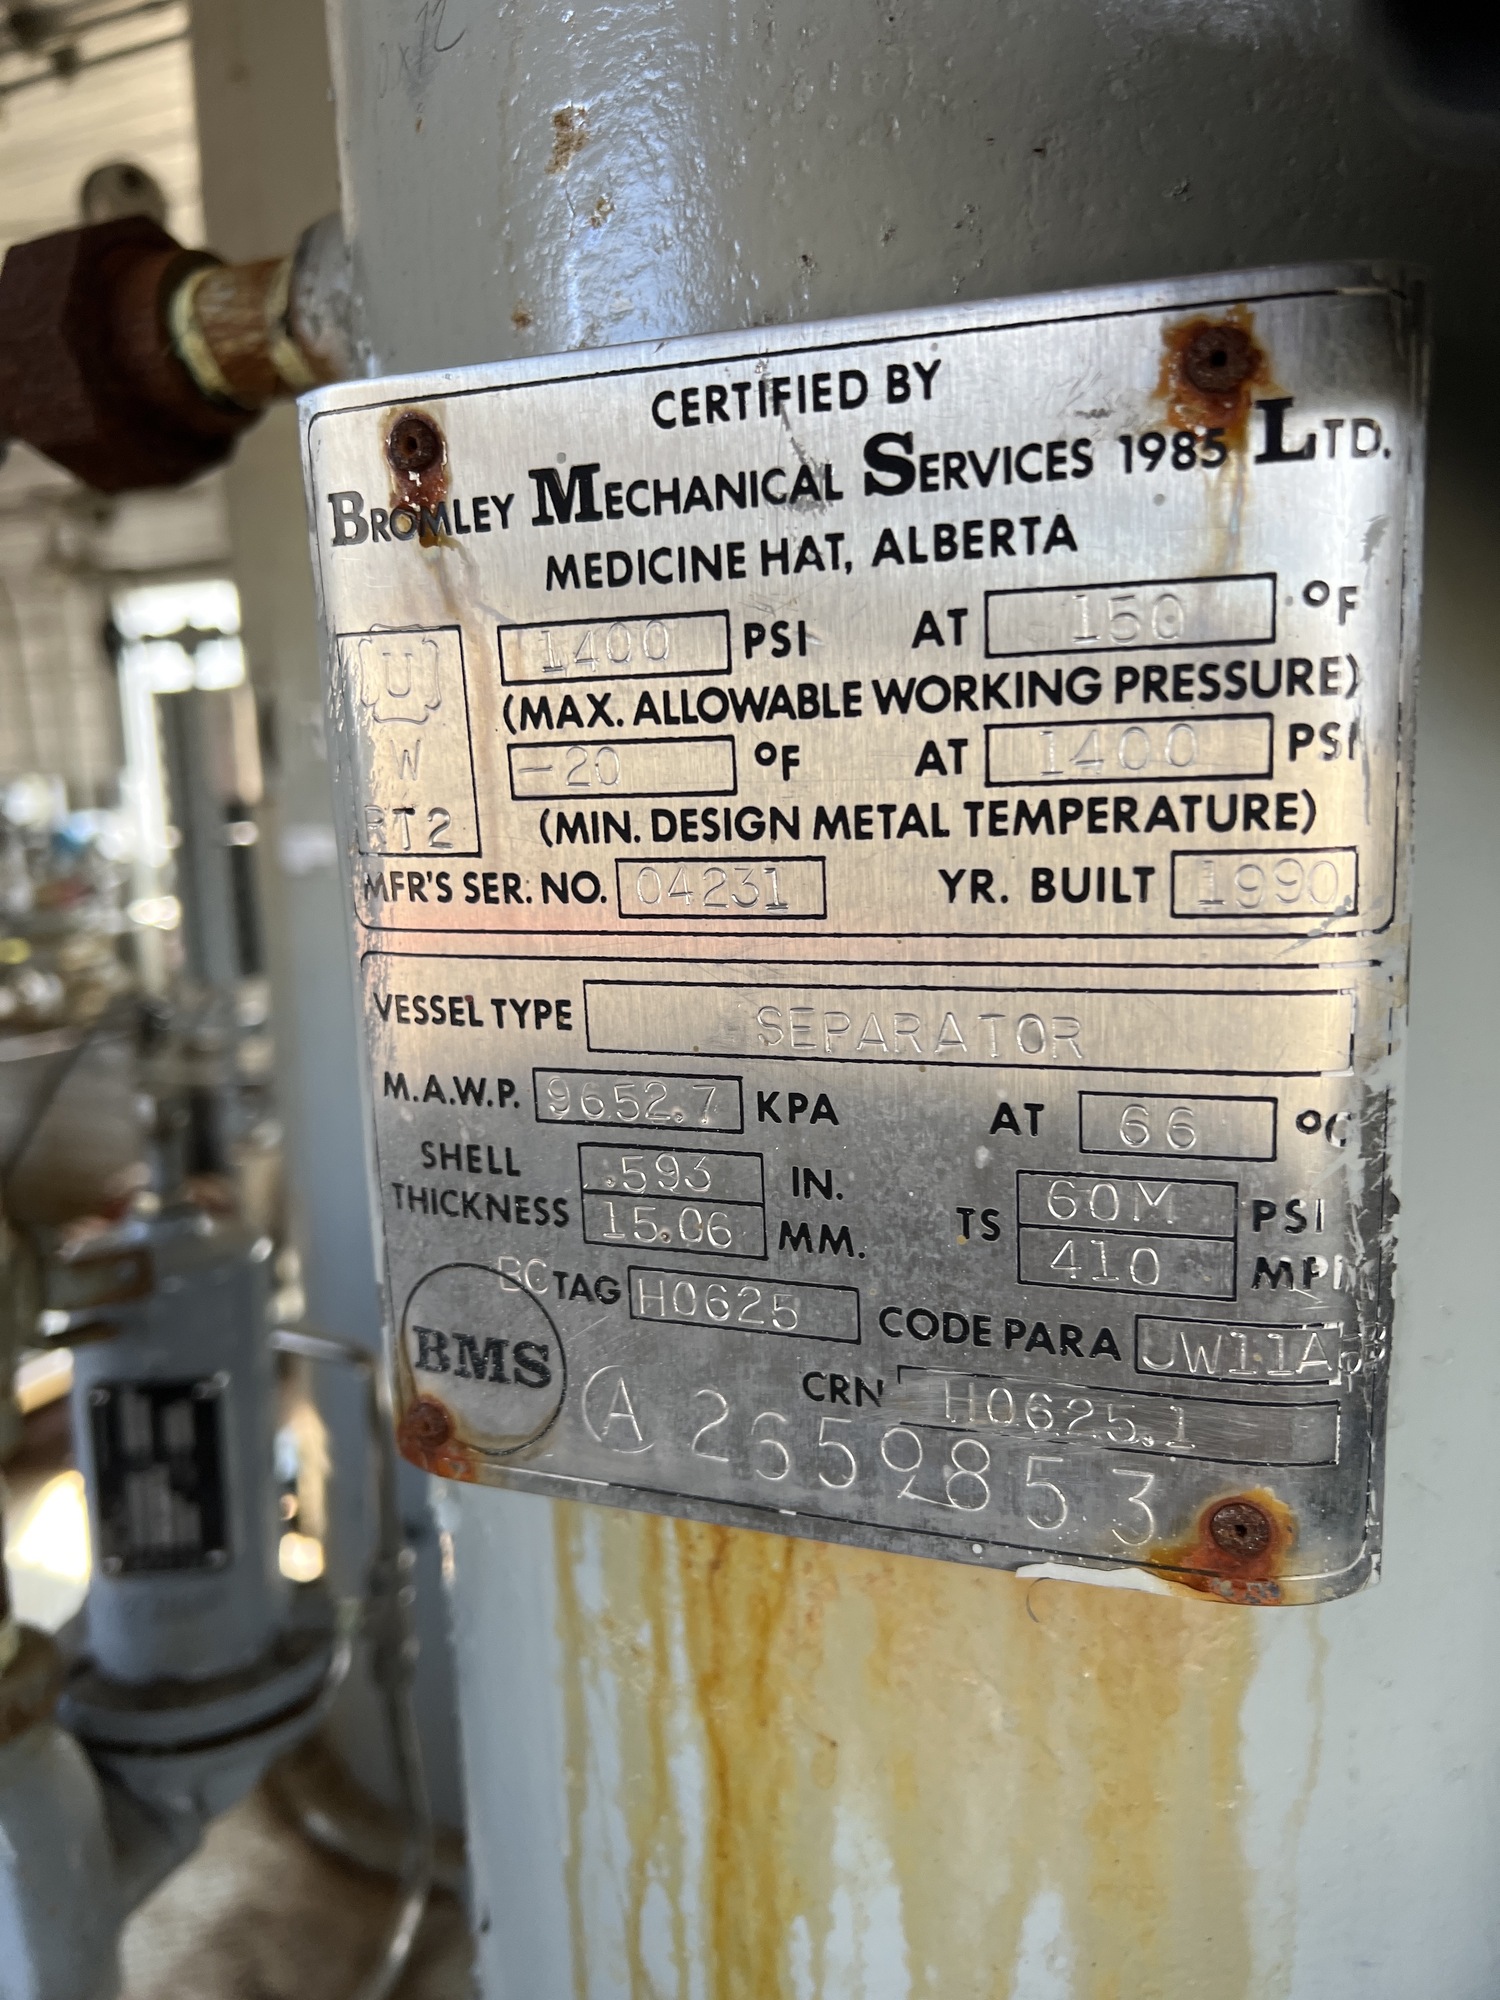 CERTIFIED BY
BROMLEY MECHANICAL SERVICES 1985 LTD.
MEDICINE HAT, ALBERTA
U
W
RT2
1400 PSI AT 150 °F
(MAX. ALLOWABLE WORKING PRESSURE)
-20 °F AT 1400 PSI
(MIN. DESIGN METAL TEMPERATURE)
MFR'S SER. NO. 04231 YR. BUILT 1990
VESSEL TYPE SEPARATOR
M.A.W.P. 9652.7 KPA AT 66 °C
SHELL THICKNESS .593 IN. TS 60M PSI
15.06 MM. 410
BC TAG H0625 CODE PARA UW11A
BMS
CRN H0625.1
A 2659853